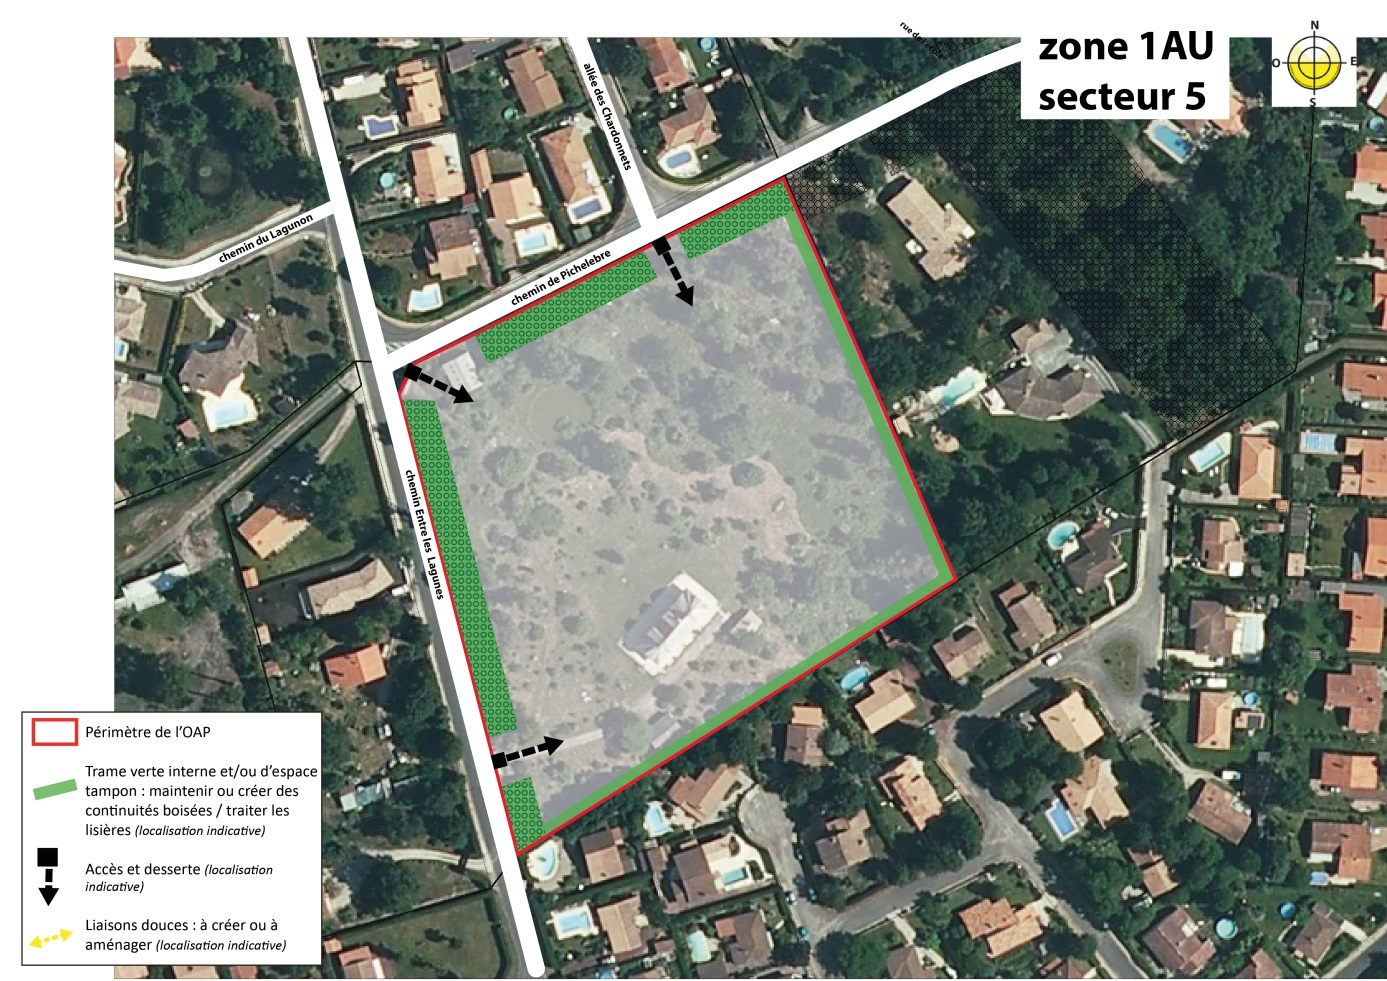 zone 1AU
secteur 5
N
O
E
S
allée des Chardonnets
chemin du Lagunon
chemin de Pichelebre
chemin Entre les Lagunes
Périmètre de l'OAP
Trame verte interne et/ou d'espace
tampon : maintenir ou créer des
continuités boisées / traiter les
lisières (localisation indicative)
Accès et desserte (localisation
indicative)
Liaisons douces : à créer ou à
aménager (localisation indicative)